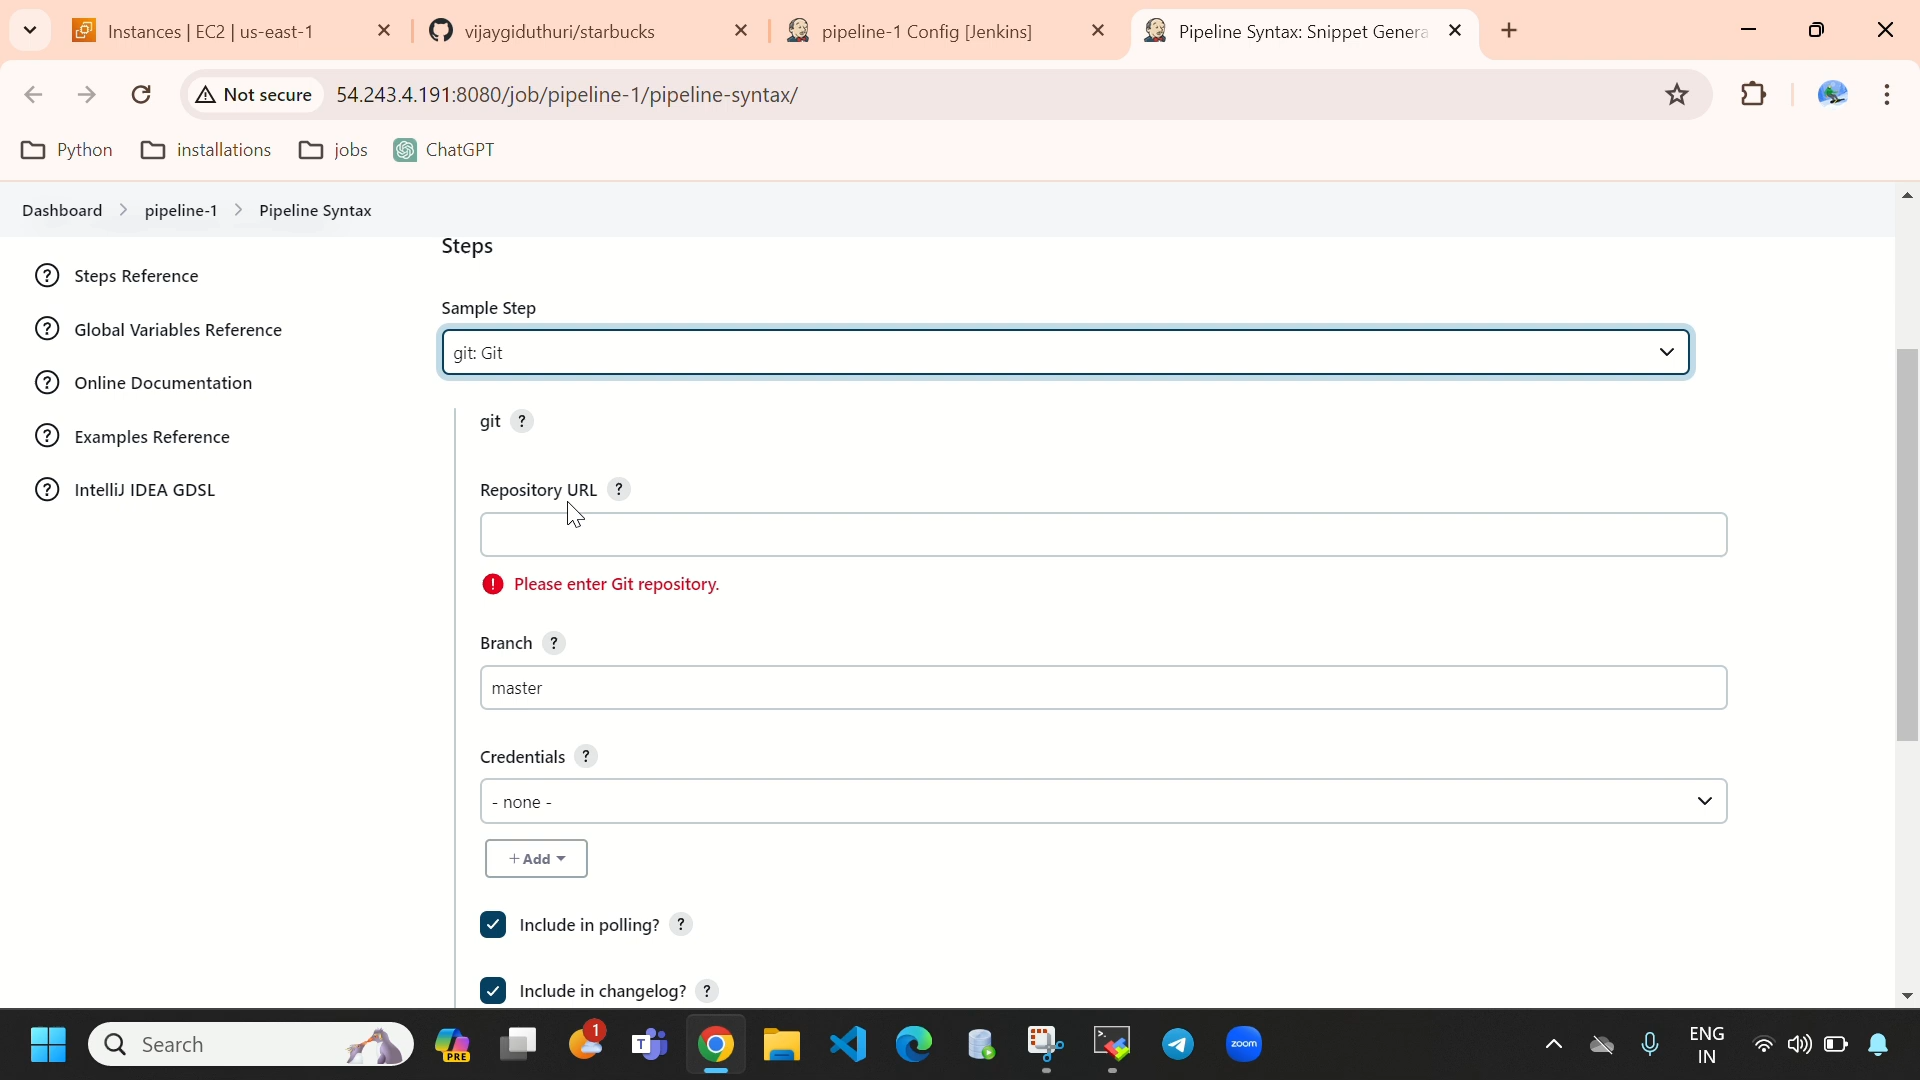 Instances | EC2 | us-east-1
vijaygiduthuri/starbucks
pipeline-1 Config [Jenkins]
Pipeline Syntax: Snippet Genera
Not secure
54.243.4.191:8080/job/pipeline-1/pipeline-syntax/
Python
installations
jobs
ChatGPT
Dashboard
pipeline-1
Pipeline Syntax
Steps Reference
Global Variables Reference
Online Documentation
Examples Reference
IntelliJ IDEA GDSL
Steps
Sample Step
git: Git
git ?
Repository URL ?
! Please enter Git repository.
Branch ?
master
Credentials ?
- none -
+ Add
Include in polling? ?
Include in changelog? ?
Search
PRE
1
T
zoom
ENG
IN